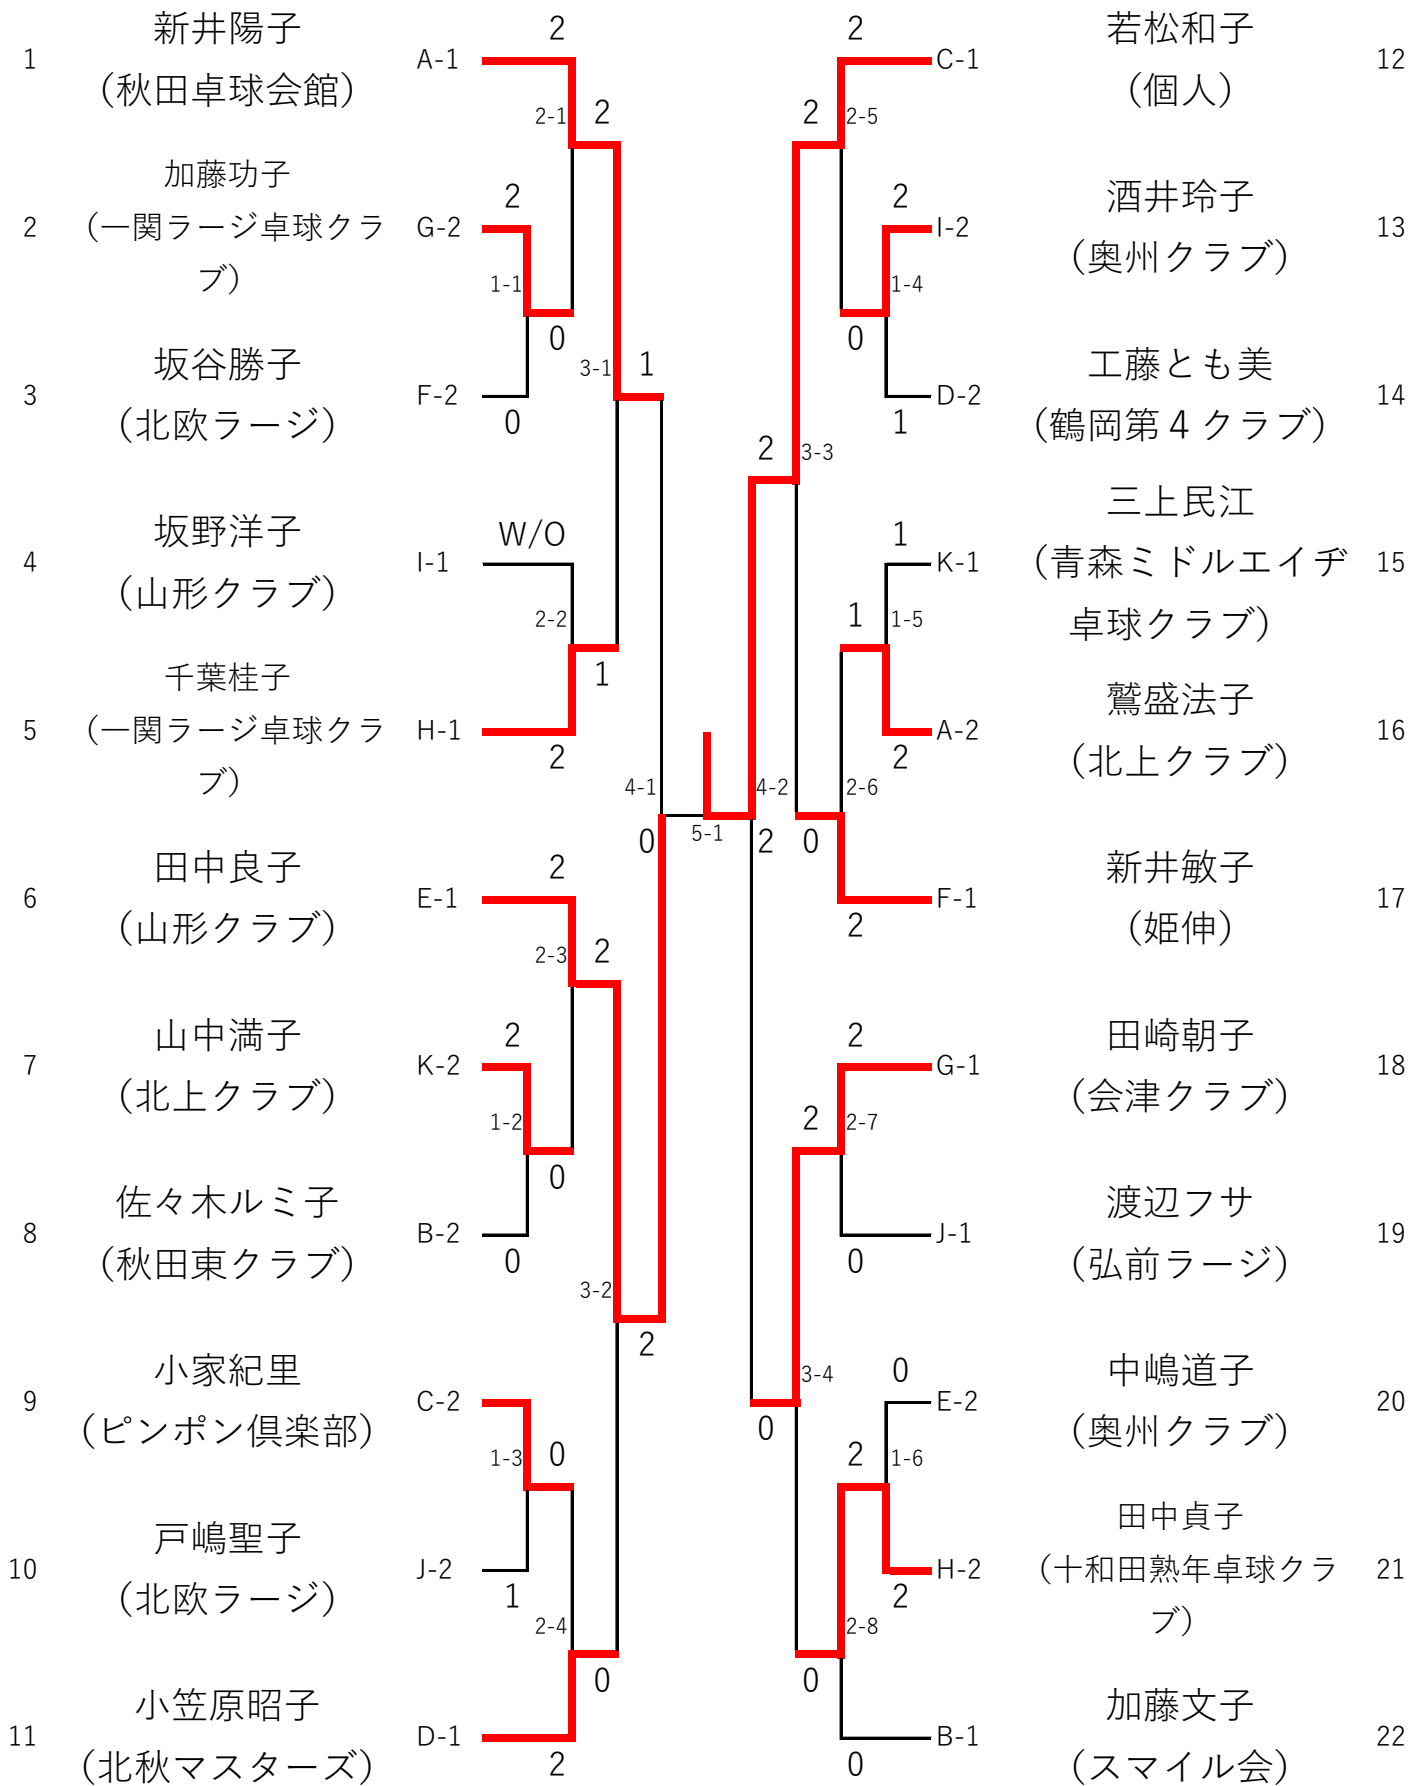 新井陽子
(秋田卓球会館)
1
A-1
2
2-1
2
加藤功子
(一関ラージ卓球クラ
ブ)
2
G-2
2
1-1
0
坂谷勝子
(北欧ラージ)
3
F-2
0
3-1
1
坂野洋子
(山形クラブ)
4
I-1
W/O
2-2
1
千葉桂子
(一関ラージ卓球クラ
ブ)
5
H-1
2
4-1
0
5-1
田中良子
(山形クラブ)
6
E-1
2
2-3
2
山中満子
(北上クラブ)
7
K-2
2
1-2
0
佐々木ルミ子
(秋田東クラブ)
8
B-2
0
3-2
2
小家紀里
(ピンポン倶楽部)
9
C-2
1-3
0
戸嶋聖子
(北欧ラージ)
10
J-2
1
2-4
0
小笠原昭子
(北秋マスターズ)
11
D-1
2
若松和子
(個人)
12
C-1
2
2-5
2
酒井玲子
(奥州クラブ)
13
I-2
2
1-4
0
工藤とも美
(鶴岡第４クラブ)
14
D-2
1
3-3
2
三上民江
(青森ミドルエイヂ
卓球クラブ)
15
K-1
1
1-5
1
鷲盛法子
(北上クラブ)
16
A-2
2
2-6
0
4-2
2
新井敏子
(姫伸)
17
F-1
2
田崎朝子
(会津クラブ)
18
G-1
2
2-7
2
渡辺フサ
(弘前ラージ)
19
J-1
0
3-4
0
中嶋道子
(奥州クラブ)
20
E-2
0
1-6
2
田中貞子
(十和田熟年卓球クラ
ブ)
21
H-2
2
2-8
0
加藤文子
(スマイル会)
22
B-1
0